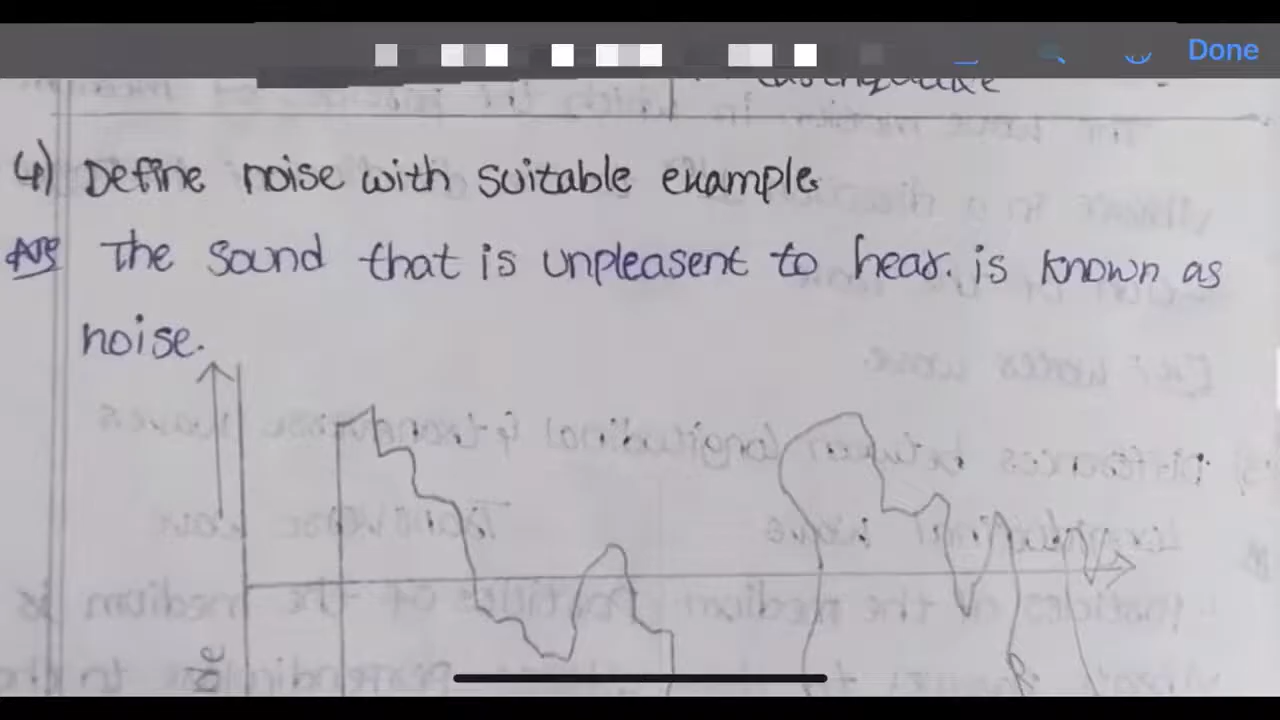 Done
earthquake
4) Define noise with suitable example
Ans The sound that is unpleasent to hear. is known as
noise.